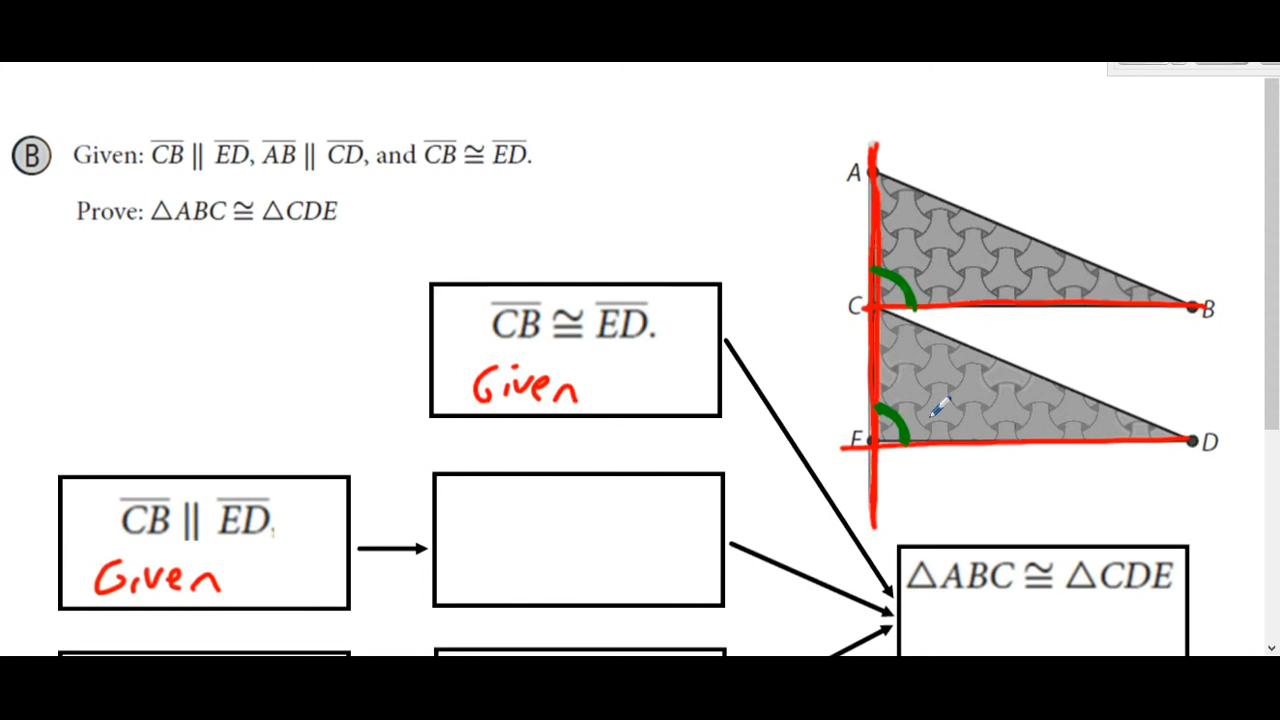 B Given: CB ∥ ED, AB ∥ CD, and CB ≅ ED.
Prove: △ABC ≅ △CDE
A
CB ≅ ED.
Given
C
B
E
D
CB ∥ ED,
Given
△ABC ≅ △CDE